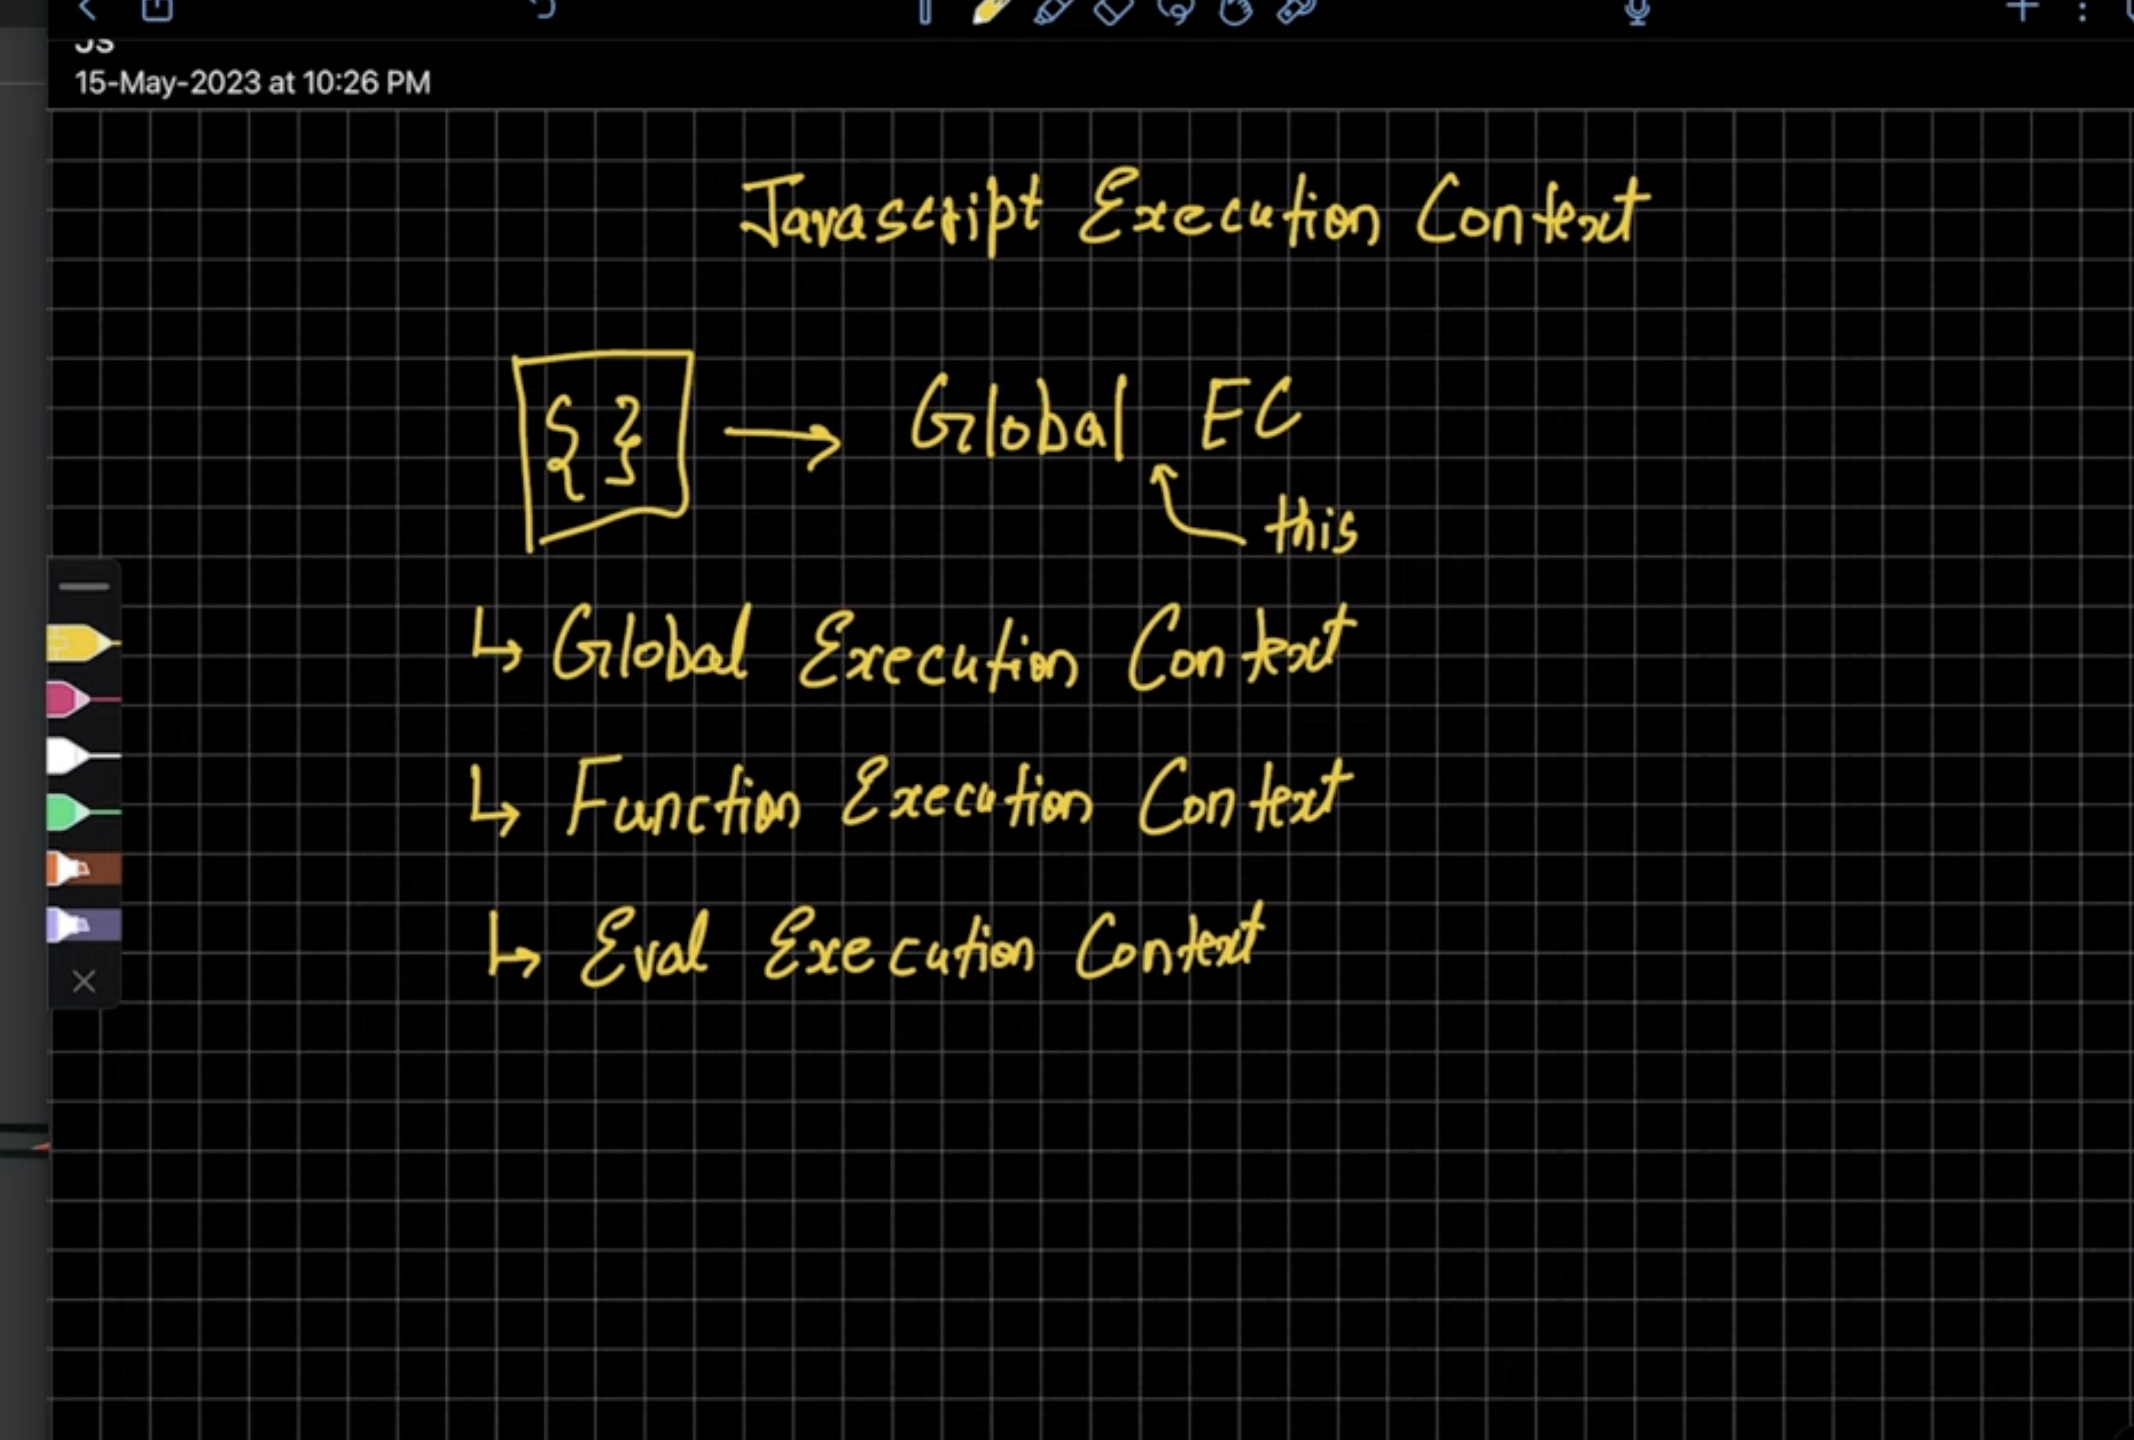 JS
15-May-2023 at 10:26 PM
Javascript Execution Context
{ } → Global EC
this
↳ Global Execution Context
↳ Function Execution Context
↳ Eval Execution Context